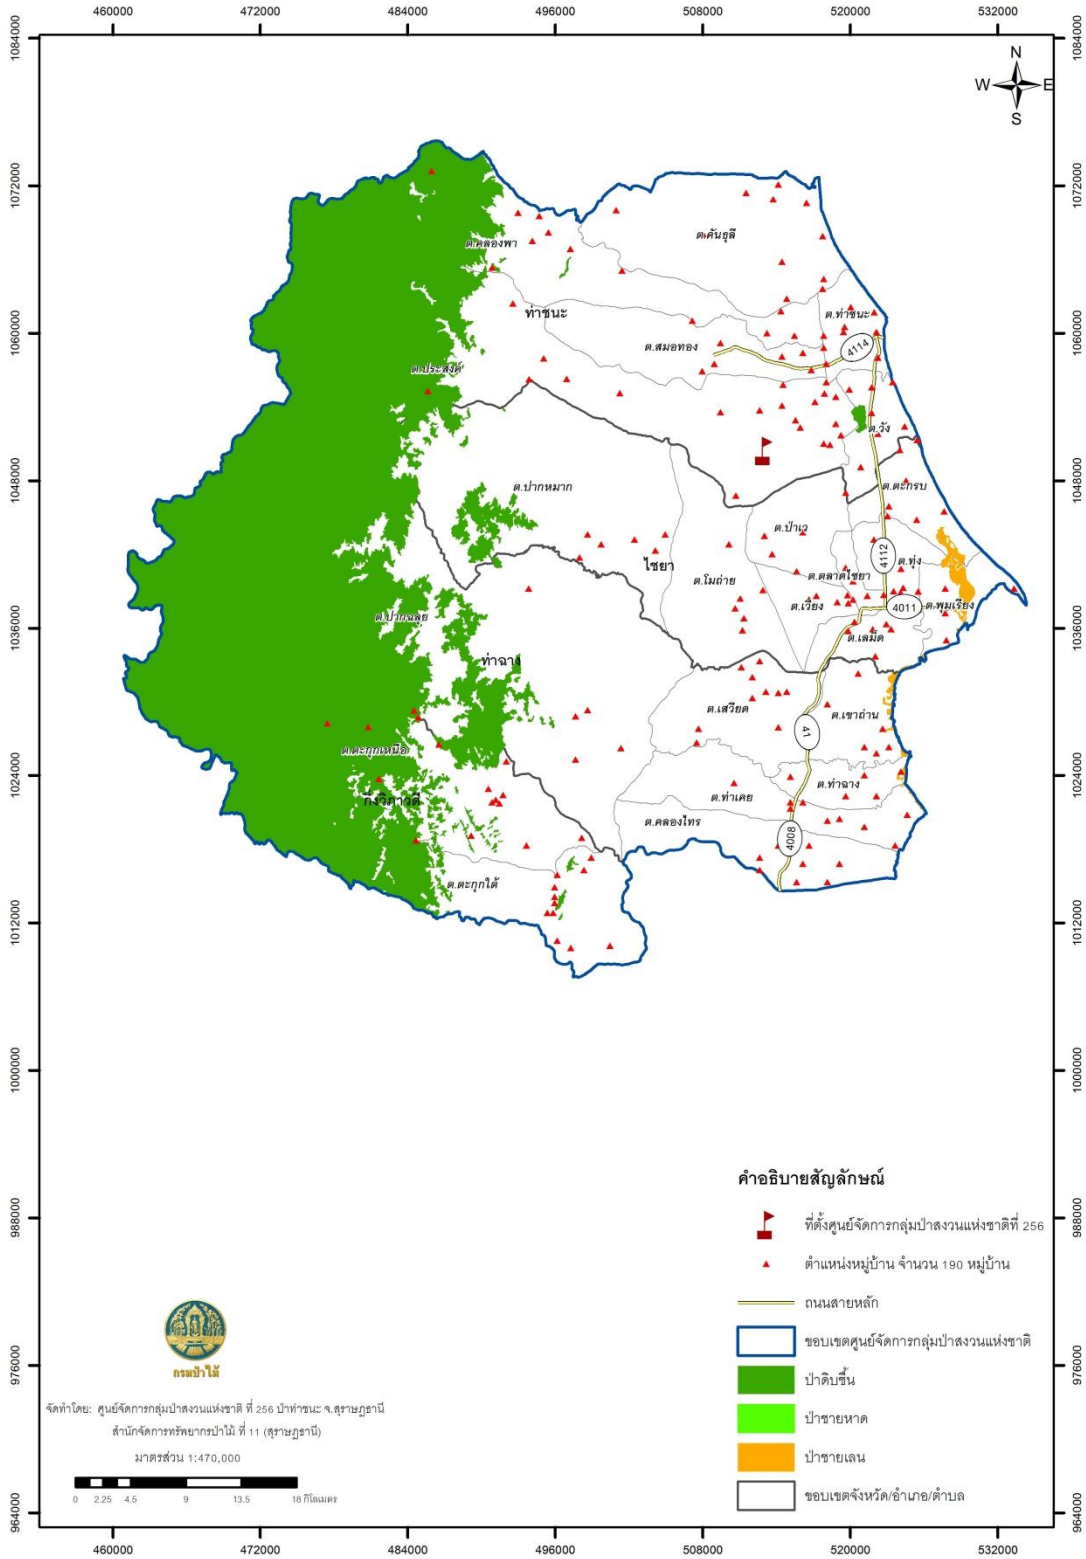 460000 472000 484000 496000 508000 520000 532000
1084000 1084000
N
W E
S
1072000 1072000
ต.คันธุลี
ต.คลองพา
ท่าชนะ ต.ท่าชนะ
1060000 1060000
ต.สมอทอง 4114
ต.ประสงค์
ต.วัง
1048000 1048000
ต.ปากหมาก ต.ตะกรบ
ต.ป่าเว
4112
ไชยา ต.ทุ่ง
ต.โมถ่าย ต.ตลาดไชยา
ต.เวียง 4011 ต.พุมเรียง
1036000 1036000
ต.ปากฉลุย ต.เลม็ด
ท่าฉาง
ต.เสวียด ต.เขาถ่าน
41
ต.ตะกุกเหนือ
1024000 1024000
กิ่งวิภาวดี ต.ท่าเคย ต.ท่าฉาง
ต.คลองไทร
4008
ต.ตะกุกใต้
1012000 1012000
1000000 1000000
988000 988000
976000 976000
964000 964000
คำอธิบายสัญลักษณ์
ที่ตั้งศูนย์จัดการกลุ่มป่าสงวนแห่งชาติที่ 256
ตำแหน่งหมู่บ้าน จำนวน 190 หมู่บ้าน
ถนนสายหลัก
ขอบเขตศูนย์จัดการกลุ่มป่าสงวนแห่งชาติ
ป่าดิบชื้น
ป่าชายหาด
ป่าชายเลน
ขอบเขตจังหวัด/อำเภอ/ตำบล
กรมป่าไม้
จัดทำโดย: ศูนย์จัดการกลุ่มป่าสงวนแห่งชาติ ที่ 256 ป่าท่าชนะ จ.สุราษฎร์ธานี
สำนักจัดการทรัพยากรป่าไม้ ที่ 11 (สุราษฎร์ธานี)
มาตรส่วน 1:470,000
0 2.25 4.5 9 13.5 18 กิโลเมตร
460000 472000 484000 496000 508000 520000 532000